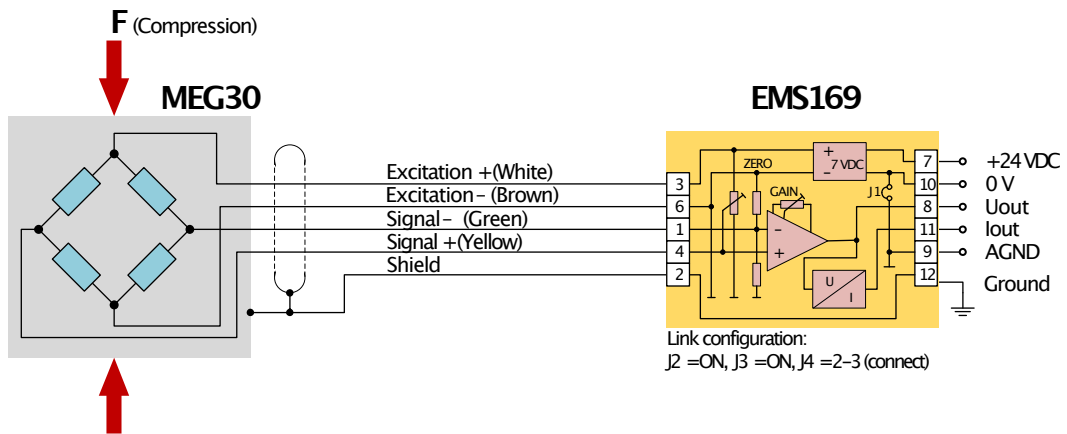 F (Compression)
MEG30
EMS169
Excitation +(White)
Excitation- (Brown)
Signal- (Green)
Signal +(Yellow)
Shield
3
6
1
4
2
ZERO
GAIN
+
7 VDC
-
J1
-
+
U
I
7
10
8
11
9
12
+24 VDC
0 V
Uout
Iout
AGND
Ground
Link configuration:
J2 =ON, J3 =ON, J4 =2-3 (connect)